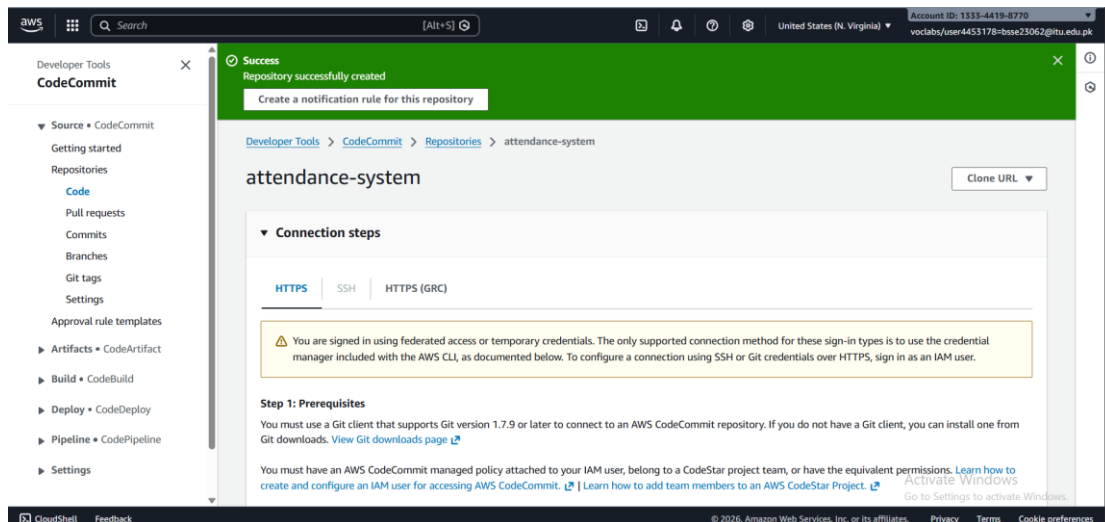 aws
Search
[Alt+S]
United States (N. Virginia)
Account ID: 1333-4419-8770
voclabs/user4453178=bsse23062@itu.edu.pk
Developer Tools
CodeCommit
Source • CodeCommit
Getting started
Repositories
Code
Pull requests
Commits
Branches
Git tags
Settings
Approval rule templates
Artifacts • CodeArtifact
Build • CodeBuild
Deploy • CodeDeploy
Pipeline • CodePipeline
Settings
Success
Repository successfully created
Create a notification rule for this repository
Developer Tools > CodeCommit > Repositories > attendance-system
attendance-system
Clone URL
Connection steps
HTTPS SSH HTTPS (GRC)
You are signed in using federated access or temporary credentials. The only supported connection method for these sign-in types is to use the credential
manager included with the AWS CLI, as documented below. To configure a connection using SSH or Git credentials over HTTPS, sign in as an IAM user.
Step 1: Prerequisites
You must use a Git client that supports Git version 1.7.9 or later to connect to an AWS CodeCommit repository. If you do not have a Git client, you can install one from
Git downloads. View Git downloads page
You must have an AWS CodeCommit managed policy attached to your IAM user, belong to a CodeStar project team, or have the equivalent permissions. Learn how to
create and configure an IAM user for accessing AWS CodeCommit. | Learn how to add team members to an AWS CodeStar Project.
Activate Windows
Go to Settings to activate Windows.
CloudShell Feedback
© 2026, Amazon Web Services, Inc. or its affiliates. Privacy Terms Cookie preferences